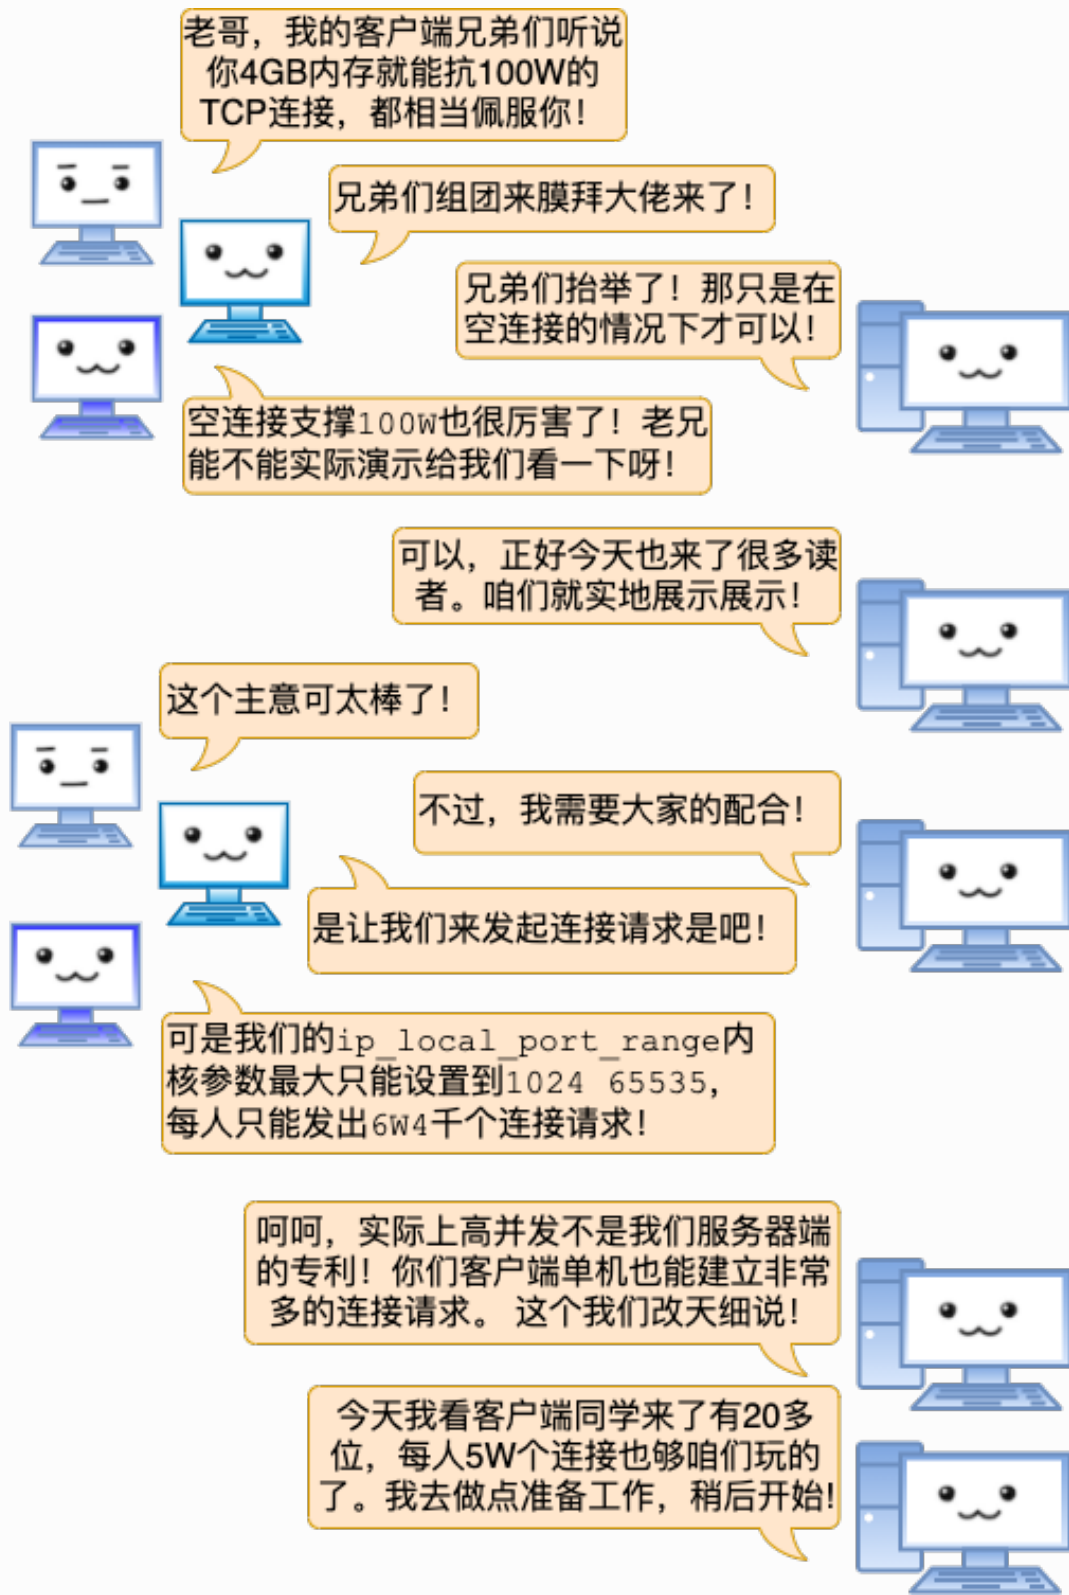 老哥，我的客户端兄弟们听说
你4GB内存就能抗100W的
TCP连接，都相当佩服你！
兄弟们组团来膜拜大佬来了！
兄弟们抬举了！那只是在
空连接的情况下才可以！
空连接支撑100W也很厉害了！老兄
能不能实际演示给我们看一下呀！
可以，正好今天也来了很多读
者。咱们就实地展示展示！
这个主意可太棒了！
不过，我需要大家的配合！
是让我们来发起连接请求是吧！
可是我们的ip_local_port_range内
核参数最大只能设置到1024 65535，
每人只能发出6W4千个连接请求！
呵呵，实际上高并发不是我们服务器端
的专利！你们客户端单机也能建立非常
多的连接请求。 这个我们改天细说！
今天我看客户端同学来了有20多
位，每人5W个连接也够咱们玩的
了。我去做点准备工作，稍后开始!